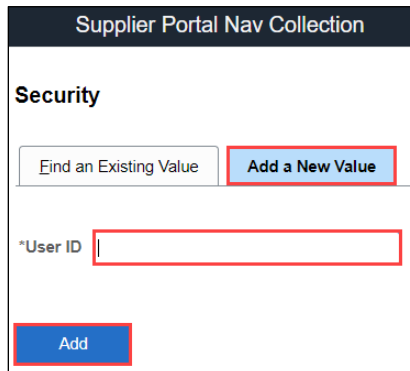 Supplier Portal Nav Collection
Security
Find an Existing Value Add a New Value
*User ID
Add